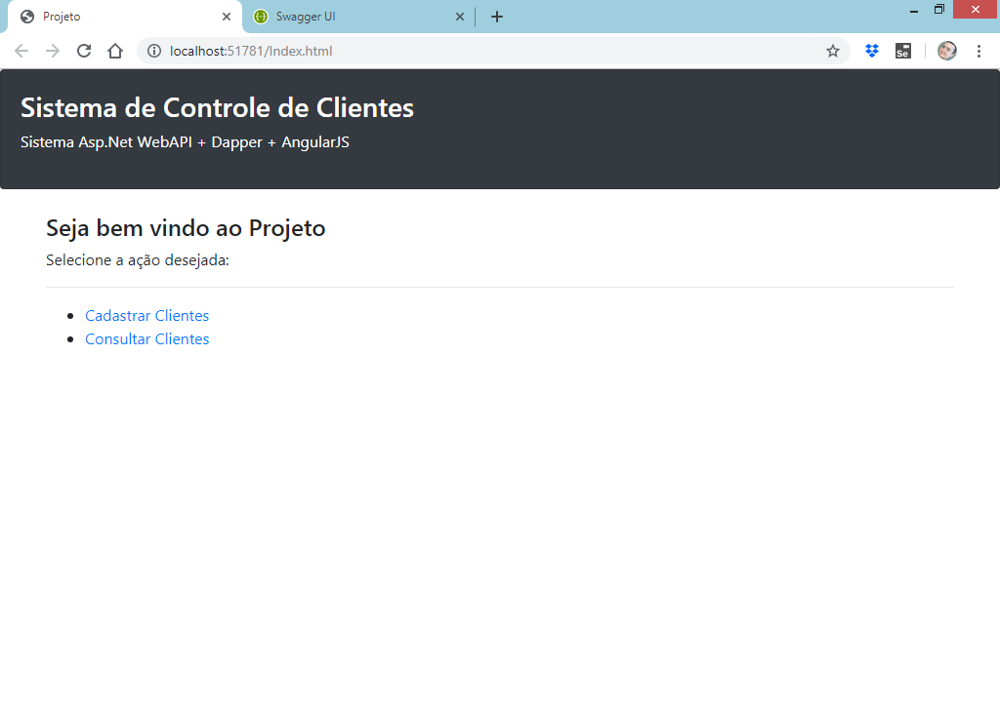 Projeto
Swagger UI
localhost:51781/Index.html
Se
Sistema de Controle de Clientes
Sistema Asp.Net WebAPI + Dapper + AngularJS
Seja bem vindo ao Projeto
Selecione a ação desejada:
Cadastrar Clientes
Consultar Clientes